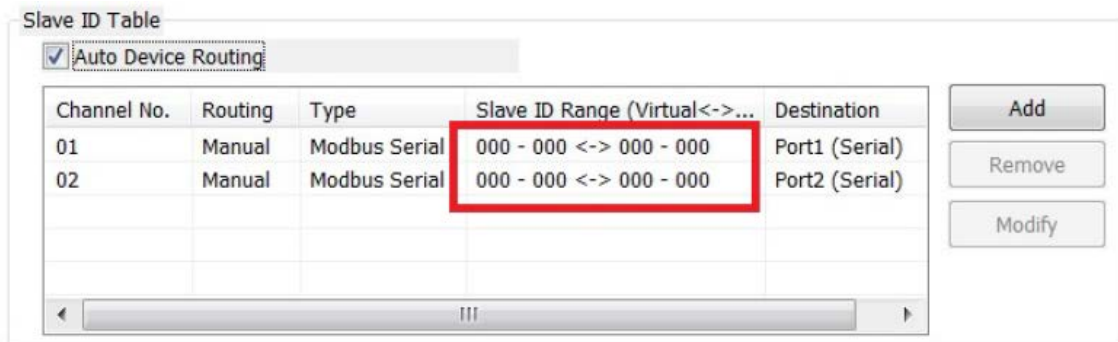 Slave ID Table
Auto Device Routing
Channel No. Routing Type Slave ID Range (Virtual<->... Destination
01 Manual Modbus Serial 000 - 000 <-> 000 - 000 Port1 (Serial)
02 Manual Modbus Serial 000 - 000 <-> 000 - 000 Port2 (Serial)
Add
Remove
Modify